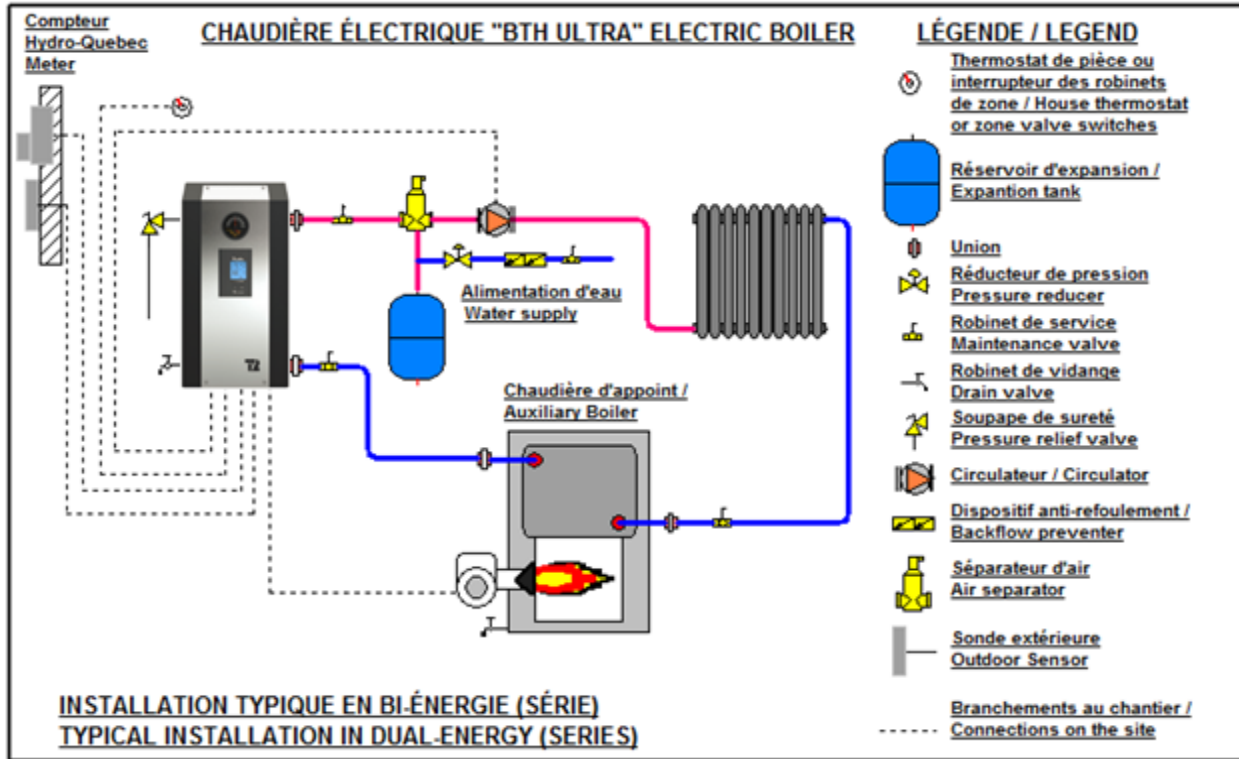 Compteur
Hydro-Quebec
Meter
CHAUDIÈRE ÉLECTRIQUE "BTH ULTRA" ELECTRIC BOILER
Alimentation d'eau
Water supply
Chaudière d'appoint /
Auxiliary Boiler
INSTALLATION TYPIQUE EN BI-ÉNERGIE (SÉRIE)
TYPICAL INSTALLATION IN DUAL-ENERGY (SERIES)
LÉGENDE / LEGEND
Thermostat de pièce ou
interrupteur des robinets
de zone / House thermostat
or zone valve switches
Réservoir d'expansion /
Expantion tank
Union
Réducteur de pression
Pressure reducer
Robinet de service
Maintenance valve
Robinet de vidange
Drain valve
Soupape de sureté
Pressure relief valve
Circulateur / Circulator
Dispositif anti-refoulement /
Backflow preventer
Séparateur d'air
Air separator
Sonde extérieure
Outdoor Sensor
Branchements au chantier /
Connections on the site